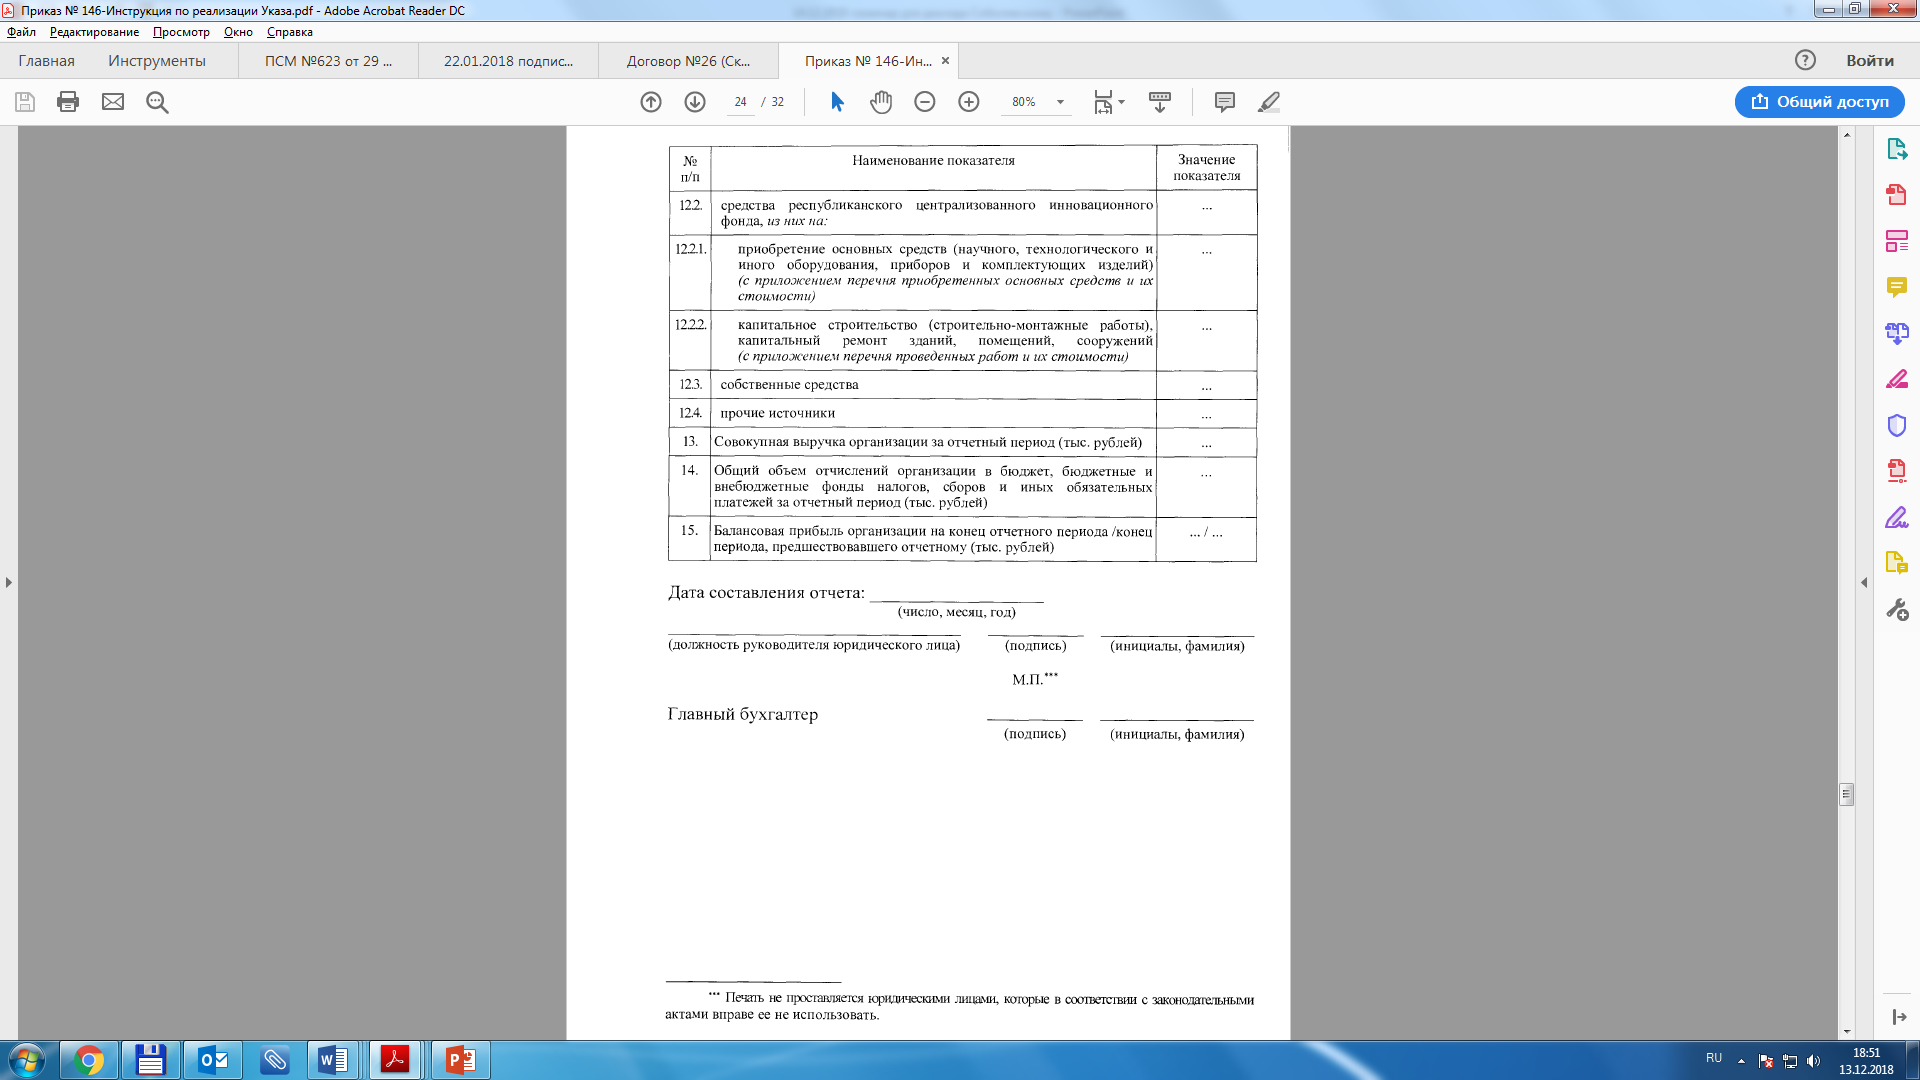 Приказ № 146-Инструкция по реализации Указа.pdf - Adobe Acrobat Reader DC
Файл Редактирование Просмотр Окно Справка
Главная Инструменты ПСМ №623 от 29 ... 22.01.2018 подпис... Договор №26 (Ск... Приказ № 146-Ин... × Войти
24 / 32 80% Общий доступ
№ п/п Наименование показателя Значение показателя
12.2. средства республиканского централизованного инновационного ...
фонда, из них на:
12.2.1. приобретение основных средств (научного, технологического и ...
иного оборудования, приборов и комплектующих изделий)
(с приложением перечня приобретенных основных средств и их
стоимости)
12.2.2. капитальное строительство (строительно-монтажные работы), ...
капитальный ремонт зданий, помещений, сооружений
(с приложением перечня проведенных работ и их стоимости)
12.3. собственные средства ...
12.4. прочие источники ...
13. Совокупная выручка организации за отчетный период (тыс. рублей) ...
14. Общий объем отчислений организации в бюджет, бюджетные и ...
внебюджетные фонды налогов, сборов и иных обязательных
платежей за отчетный период (тыс. рублей)
15. Балансовая прибыль организации на конец отчетного периода /конец ... / ...
периода, предшествовавшего отчетному (тыс. рублей)
Дата составления отчета: ____________________
(число, месяц, год)
(должность руководителя юридического лица) (подпись) (инициалы, фамилия)
М.П.***
Главный бухгалтер
(подпись) (инициалы, фамилия)
*** Печать не проставляется юридическими лицами, которые в соответствии с законодательными
актами вправе ее не использовать.
RU 18:51
13.12.2018